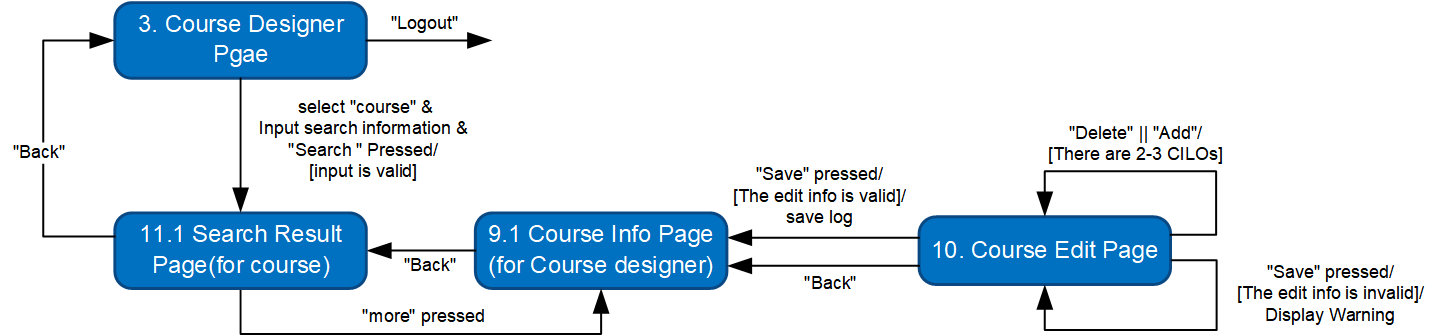 3. Course Designer
Pgae
"Logout"
select "course" &
Input search information &
"Search " Pressed/
[input is valid]
"Back"
"Delete" || "Add"/
[There are 2-3 CILOs]
"Save" pressed/
[The edit info is valid]/
save log
11.1 Search Result
Page(for course)
"Back"
9.1 Course Info Page
(for Course designer)
"Back"
10. Course Edit Page
"Save" pressed/
[The edit info is invalid]/
Display Warning
"more" pressed